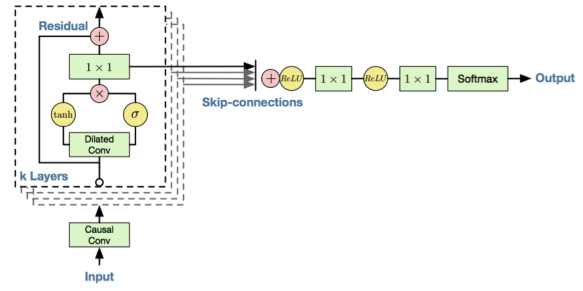 Residual
+
1 × 1
×
tanh
σ
Dilated
Conv
k Layers
Causal
Conv
Input
Skip-connections
+
ReLU
1 × 1
ReLU
1 × 1
Softmax
Output